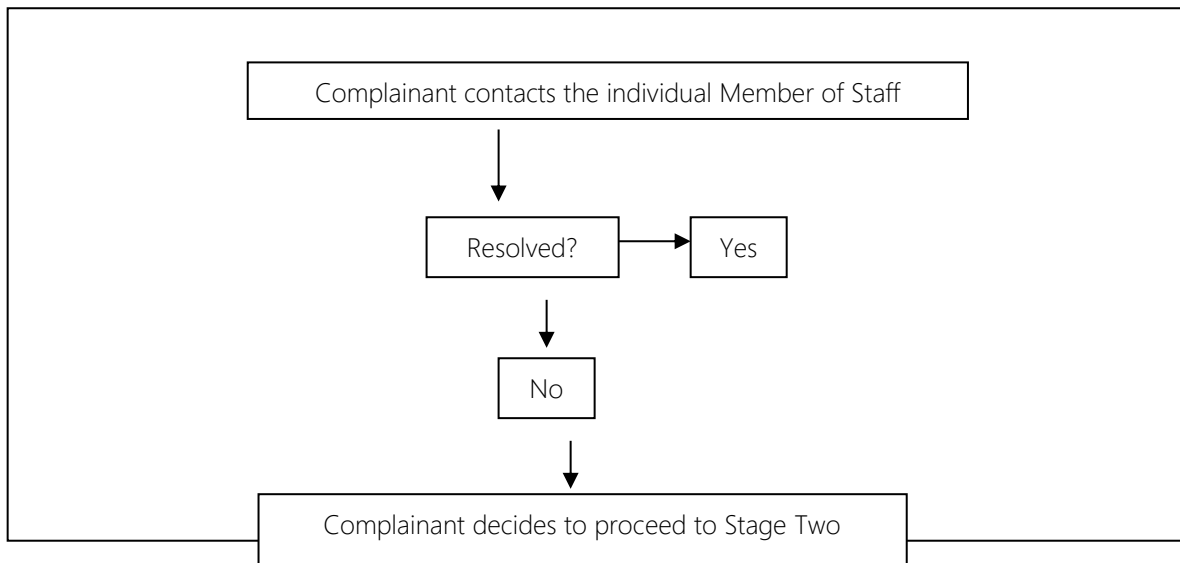 Complainant contacts the individual Member of Staff
Resolved?
Yes
No
Complainant decides to proceed to Stage Two